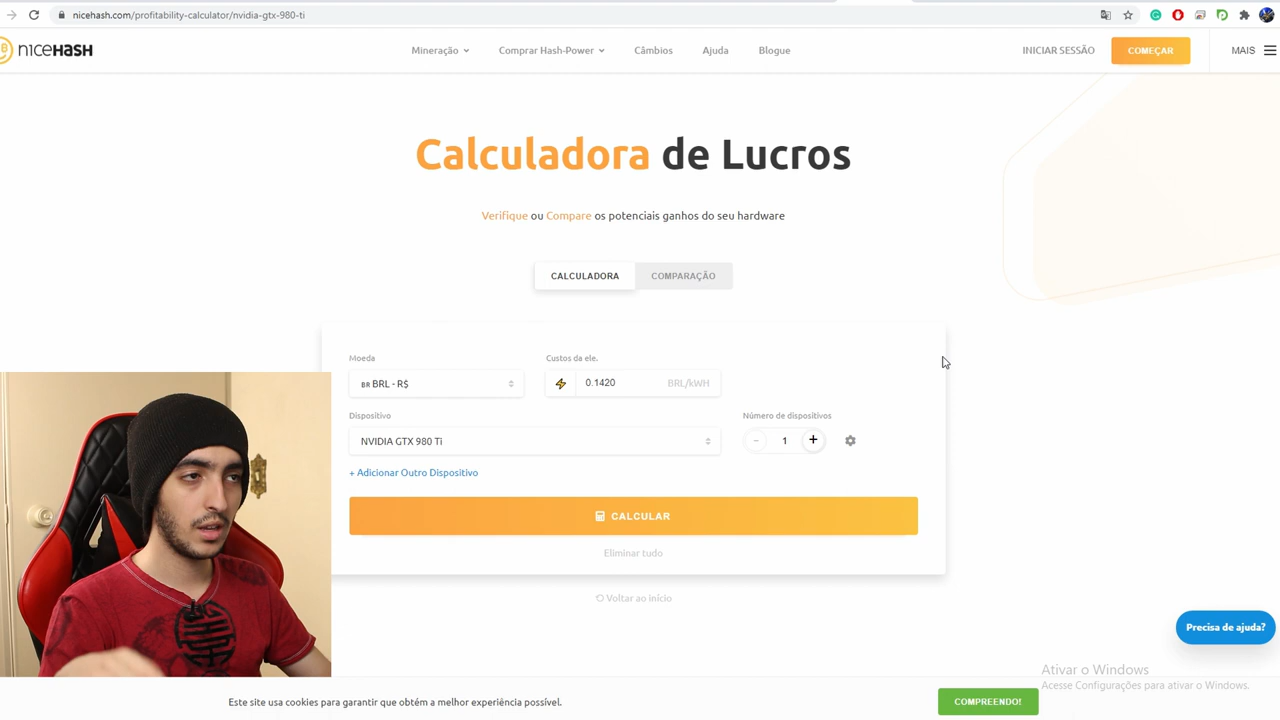 nicehash.com/profitability-calculator/nvidia-gtx-980-ti
NICEHASH
Mineração
Comprar Hash-Power
Câmbios
Ajuda
Blogue
INICIAR SESSÃO
COMEÇAR
MAIS
Calculadora de Lucros
Verifique ou Compare os potenciais ganhos do seu hardware
CALCULADORA
COMPARAÇÃO
Moeda
Custos da ele.
BR BRL - R$
0.1420
BRL/kWH
Dispositivo
Número de dispositivos
NVIDIA GTX 980 Ti
1
+ Adicionar Outro Dispositivo
CALCULAR
Eliminar tudo
Voltar ao início
Precisa de ajuda?
Ativar o Windows
Acesse Configurações para ativar o Windows.
Este site usa cookies para garantir que obtém a melhor experiência possível.
COMPREENDO!